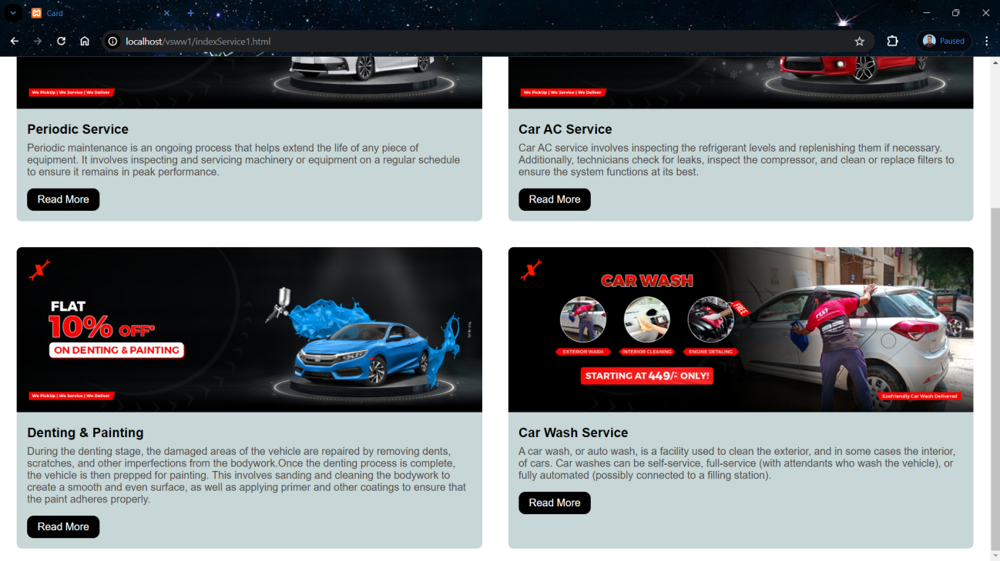 Card
localhost/vsww1/indexService1.html
Paused
We PickUp | We Service | We Deliver
Periodic Service
Periodic maintenance is an ongoing process that helps extend the life of any piece of
equipment. It involves inspecting and servicing machinery or equipment on a regular schedule
to ensure it remains in peak performance.
Read More
We PickUp | We Service | We Deliver
Car AC Service
Car AC service involves inspecting the refrigerant levels and replenishing them if necessary.
Additionally, technicians check for leaks, inspect the compressor, and clean or replace filters to
ensure the system functions at its best.
Read More
FLAT
10% OFF*
ON DENTING & PAINTING
We PickUp | We Service | We Deliver
Denting & Painting
During the denting stage, the damaged areas of the vehicle are repaired by removing dents,
scratches, and other imperfections from the bodywork.Once the denting process is complete,
the vehicle is then prepped for painting. This involves sanding and cleaning the bodywork to
create a smooth and even surface, as well as applying primer and other coatings to ensure that
the paint adheres properly.
Read More
CAR WASH
FREE
EXTERIOR WASH
INTERIOR CLEANING
ENGINE DETALING
STARTING AT 449/- ONLY!
Ecofriendly Car Wash Delivered
Car Wash Service
A car wash, or auto wash, is a facility used to clean the exterior, and in some cases the interior,
of cars. Car washes can be self-service, full-service (with attendants who wash the vehicle), or
fully automated (possibly connected to a filling station).
Read More